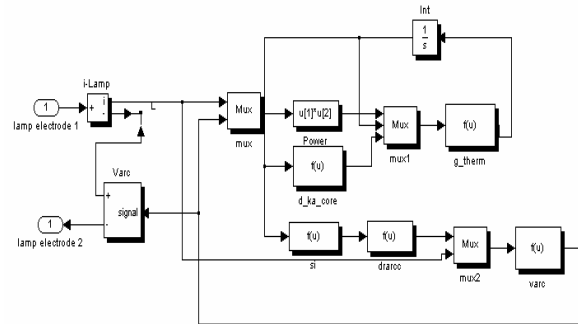 Int
1
s
i-Lamp
1
+
i
-
lamp electrode 1
Mux
mux
u[1]*u[2]
Power
Mux
mux1
f(u)
g_therm
f(u)
d_ka_core
Varc
+
signal
-
1
lamp electrode 2
f(u)
si
f(u)
drarcc
Mux
mux2
f(u)
varc